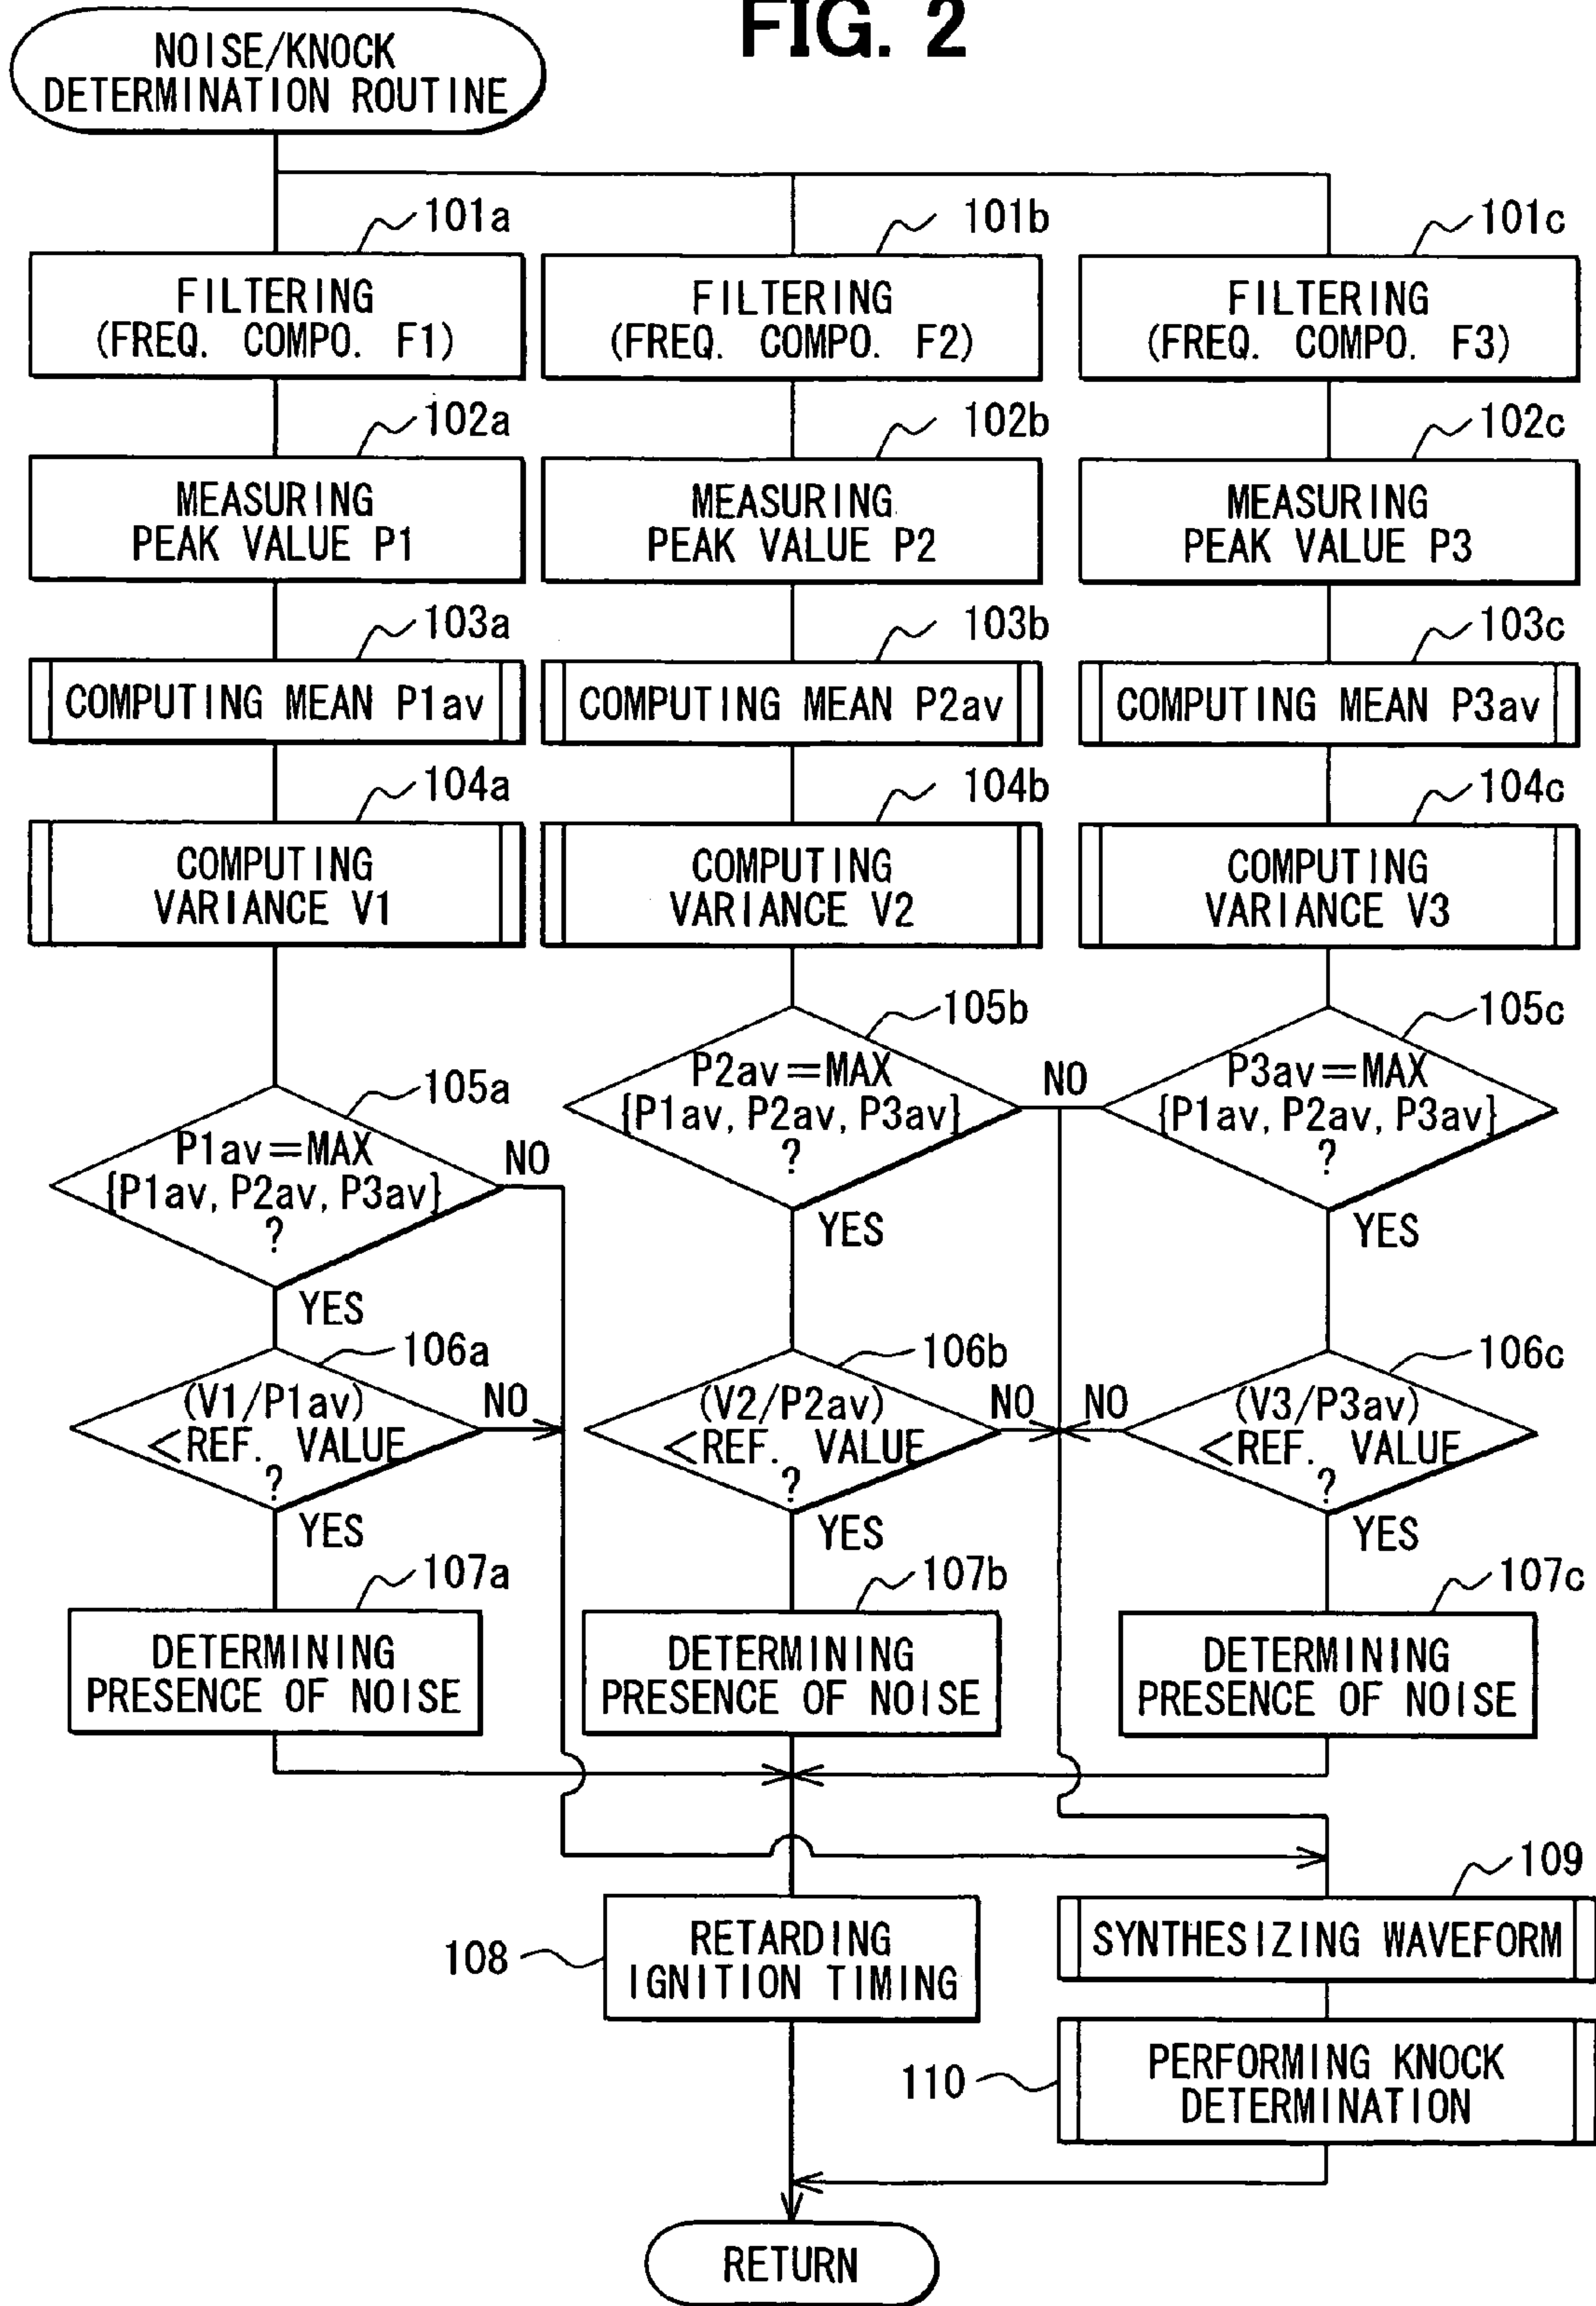 FIG. 2
NOISE/KNOCK
DETERMINATION ROUTINE
101a
101b
101c
FILTERING
(FREQ. COMPO. F1)
FILTERING
(FREQ. COMPO. F2)
FILTERING
(FREQ. COMPO. F3)
102a
102b
102c
MEASURING
PEAK VALUE P1
MEASURING
PEAK VALUE P2
MEASURING
PEAK VALUE P3
103a
103b
103c
COMPUTING MEAN P1av
COMPUTING MEAN P2av
COMPUTING MEAN P3av
104a
104b
104c
COMPUTING
VARIANCE V1
COMPUTING
VARIANCE V2
COMPUTING
VARIANCE V3
105a
105b
105c
P1av=MAX
{P1av, P2av, P3av}
?
NO
YES
P2av=MAX
{P1av, P2av, P3av}
?
NO
YES
P3av=MAX
{P1av, P2av, P3av}
?
YES
106a
106b
106c
(V1/P1av)
<REF. VALUE
?
NO
YES
(V2/P2av)
<REF. VALUE
?
NO
YES
NO
(V3/P3av)
<REF. VALUE
?
YES
107a
107b
107c
DETERMINING
PRESENCE OF NOISE
DETERMINING
PRESENCE OF NOISE
DETERMINING
PRESENCE OF NOISE
108
RETARDING
IGNITION TIMING
109
SYNTHESIZING WAVEFORM
110
PERFORMING KNOCK
DETERMINATION
RETURN